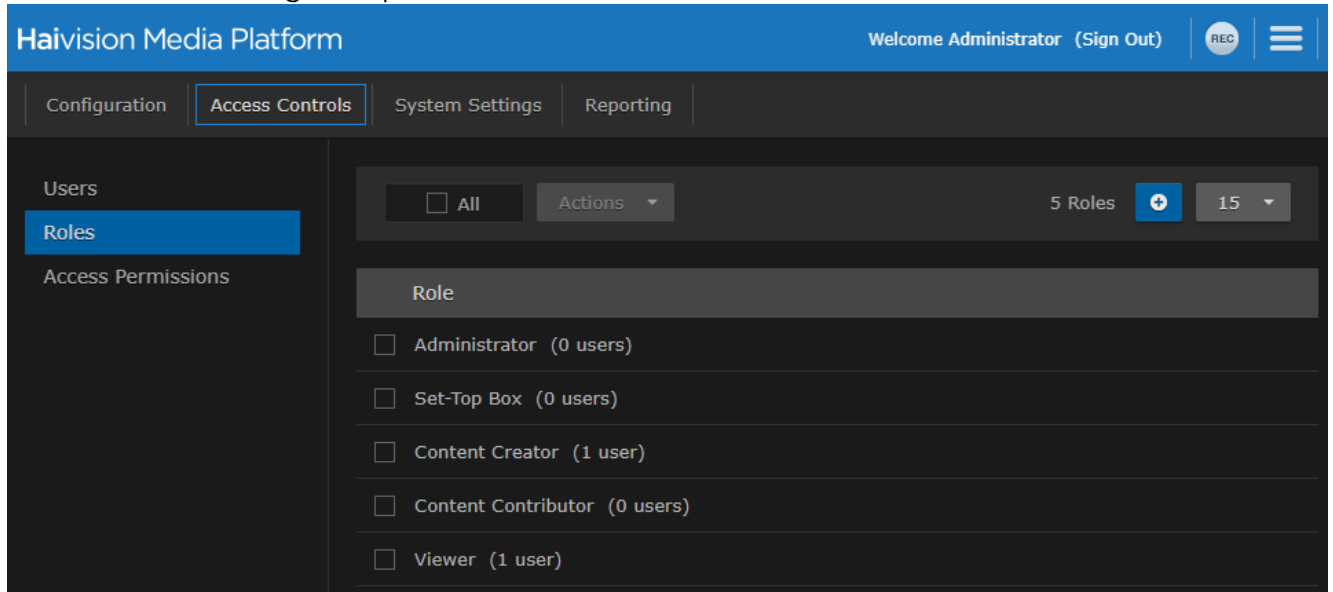 Haivision Media Platform
Welcome Administrator (Sign Out)
REC
Configuration
Access Controls
System Settings
Reporting
Users
Roles
Access Permissions
All
Actions
5 Roles
15
Role
Administrator (0 users)
Set-Top Box (0 users)
Content Creator (1 user)
Content Contributor (0 users)
Viewer (1 user)